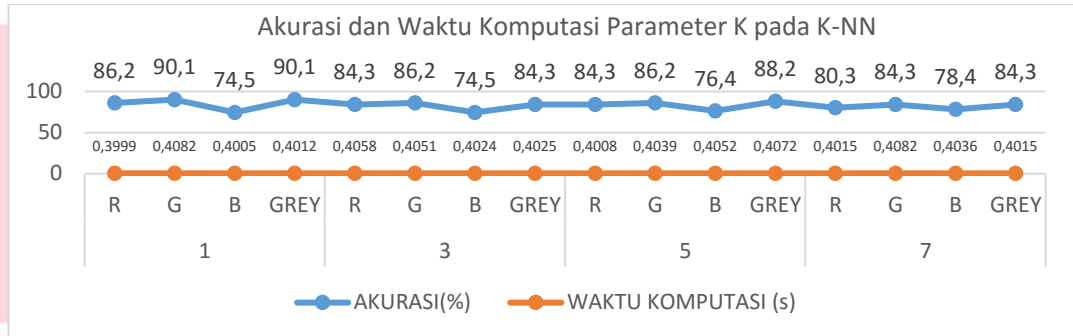 Akurasi dan Waktu Komputasi Parameter K pada K-NN
86,2 90,1 74,5 90,1 84,3 86,2 74,5 84,3 84,3 86,2 76,4 88,2 80,3 84,3 78,4 84,3
100
50
0,3999 0,4082 0,4005 0,4012 0,4058 0,4051 0,4024 0,4025 0,4008 0,4039 0,4052 0,4072 0,4015 0,4082 0,4036 0,4015
0
R G B GREY R G B GREY R G B GREY R G B GREY
1 3 5 7
AKURASI(%) WAKTU KOMPUTASI (s)